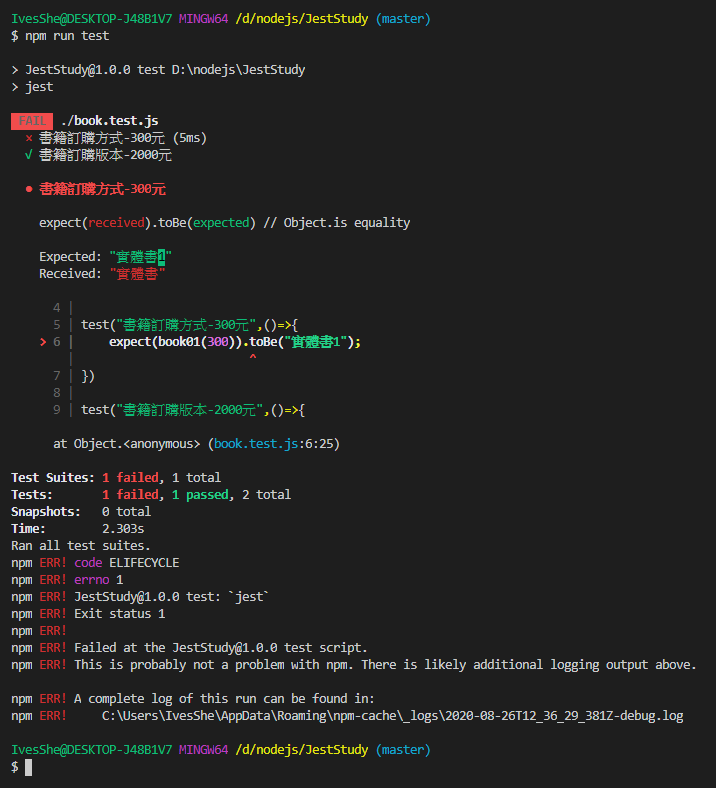 IvesShe@DESKTOP-J48B1V7 MINGW64 /d/nodejs/JestStudy (master)
$ npm run test
> JestStudy@1.0.0 test D:\nodejs\JestStudy
> jest
FAIL ./book.test.js
× 書籍訂購方式-300元 (5ms)
√ 書籍訂購版本-2000元
● 書籍訂購方式-300元
expect(received).toBe(expected) // Object.is equality
Expected: "實體書1"
Received: "實體書"
4 |
5 | test("書籍訂購方式-300元",()=>{
> 6 | expect(book01(300)).toBe("實體書1");
| ^
7 | })
8 |
9 | test("書籍訂購版本-2000元",()=>{
at Object.<anonymous> (book.test.js:6:25)
Test Suites: 1 failed, 1 total
Tests: 1 failed, 1 passed, 2 total
Snapshots: 0 total
Time: 2.303s
Ran all test suites.
npm ERR! code ELIFECYCLE
npm ERR! errno 1
npm ERR! JestStudy@1.0.0 test: `jest`
npm ERR! Exit status 1
npm ERR!
npm ERR! Failed at the JestStudy@1.0.0 test script.
npm ERR! This is probably not a problem with npm. There is likely additional logging output above.
npm ERR! A complete log of this run can be found in:
npm ERR! C:\Users\IvesShe\AppData\Roaming\npm-cache\_logs\2020-08-26T12_36_29_381Z-debug.log
IvesShe@DESKTOP-J48B1V7 MINGW64 /d/nodejs/JestStudy (master)
$